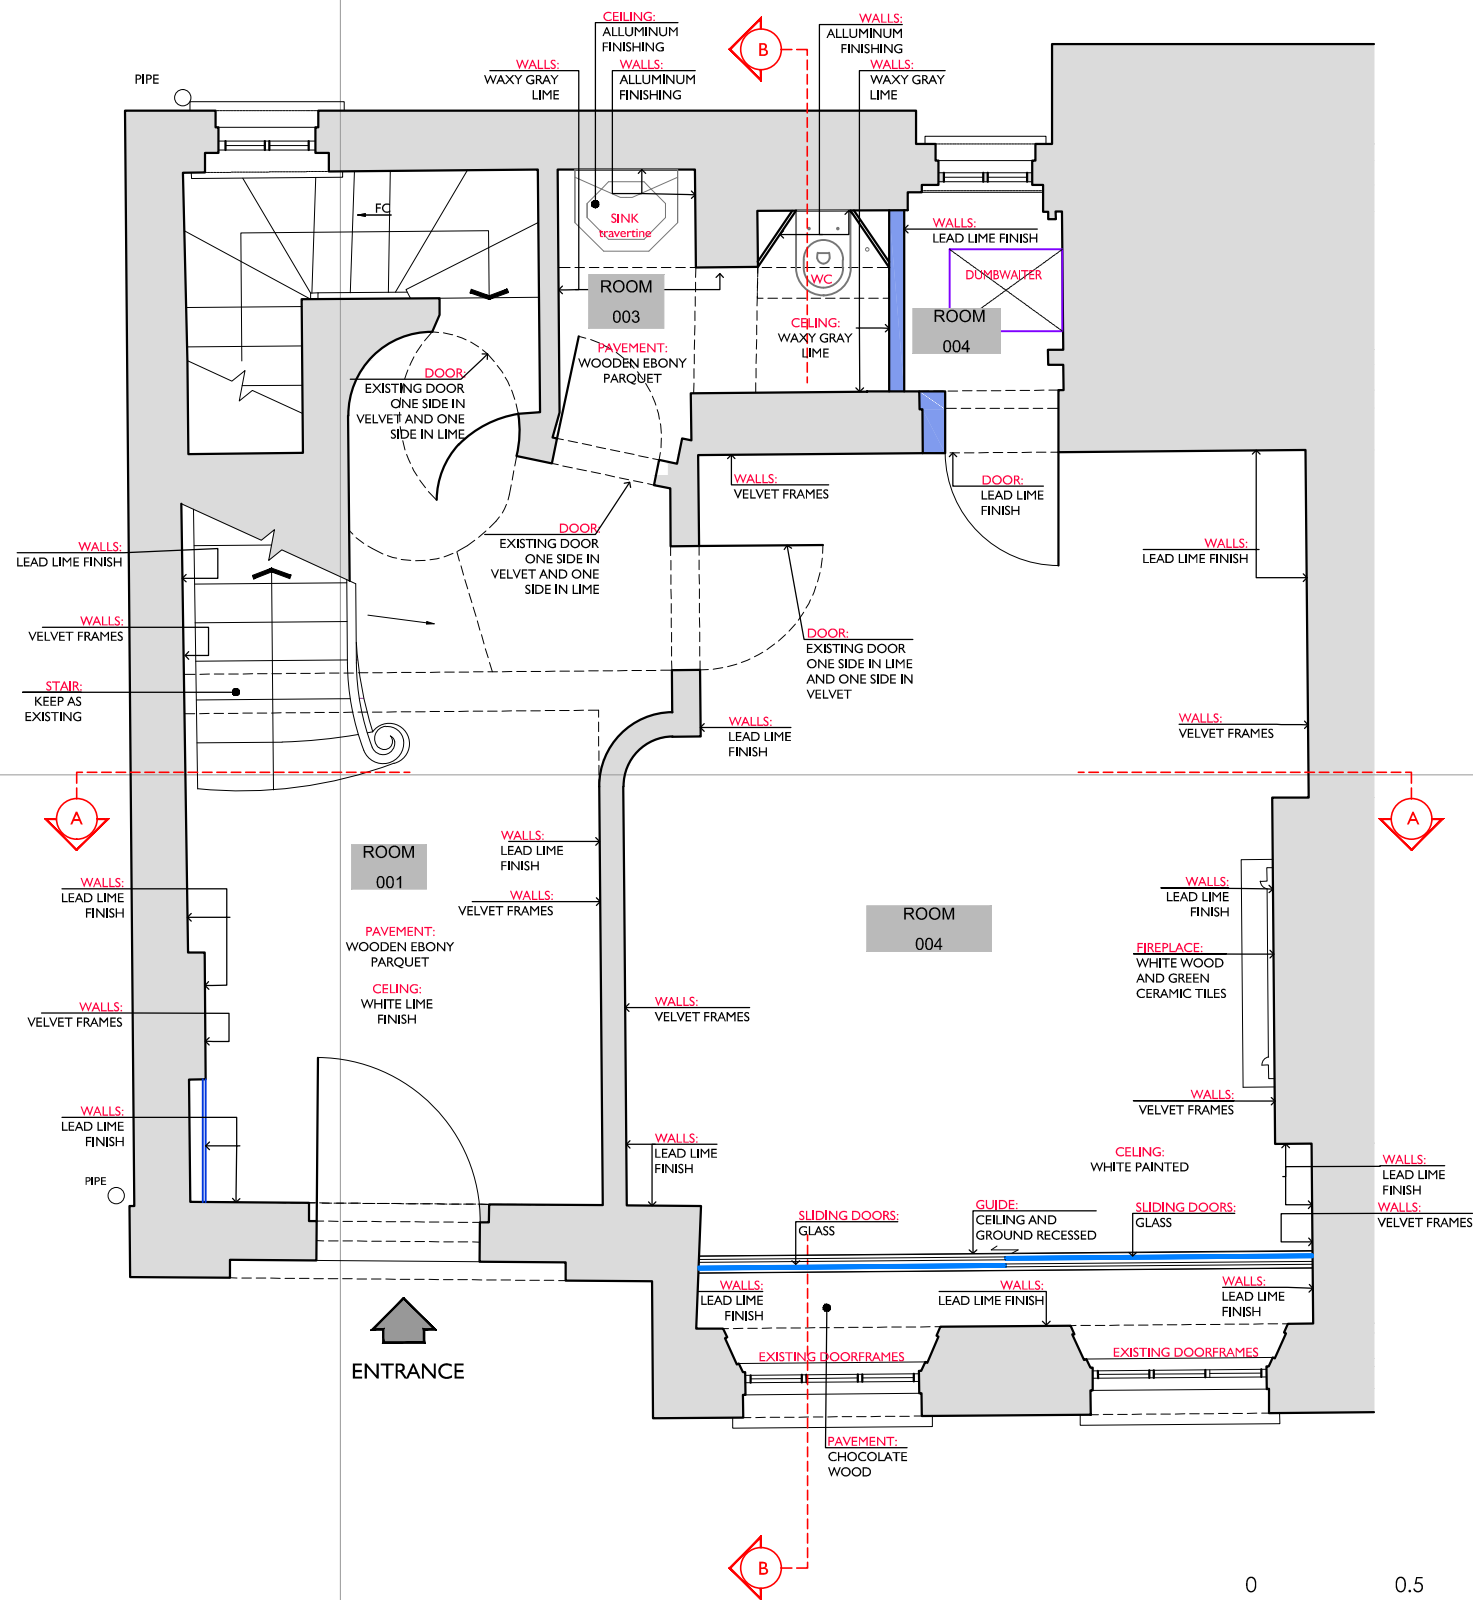 CEILING:
ALLUMINUM
FINISHING
WALLS:
ALLUMINUM
FINISHING
B
WALLS:
WAXY GRAY
LIME
WALLS:
ALLUMINUM
FINISHING
WALLS:
WAXY GRAY
LIME
PIPE
FC
SINK
travertine
WC
WALLS:
LEAD LIME FINISH
DUMBWAITER
ROOM
003
ROOM
004
CELING:
WAXY GRAY
LIME
PAVEMENT:
WOODEN EBONY
PARQUET
DOOR:
EXISTING DOOR
ONE SIDE IN
VELVET AND ONE
SIDE IN LIME
WALLS:
VELVET FRAMES
DOOR:
LEAD LIME
FINISH
DOOR:
EXISTING DOOR
ONE SIDE IN
VELVET AND ONE
SIDE IN LIME
WALLS:
LEAD LIME FINISH
WALLS:
LEAD LIME FINISH
WALLS:
VELVET FRAMES
DOOR:
EXISTING DOOR
ONE SIDE IN LIME
AND ONE SIDE IN
VELVET
STAIR:
KEEP AS
EXISTING
WALLS:
LEAD LIME
FINISH
WALLS:
VELVET FRAMES
A
A
WALLS:
LEAD LIME
FINISH
ROOM
001
WALLS:
LEAD LIME
FINISH
WALLS:
VELVET FRAMES
WALLS:
LEAD LIME
FINISH
ROOM
004
PAVEMENT:
WOODEN EBONY
PARQUET
FIREPLACE:
WHITE WOOD
AND GREEN
CERAMIC TILES
CELING:
WHITE LIME
FINISH
WALLS:
VELVET FRAMES
WALLS:
VELVET FRAMES
WALLS:
VELVET FRAMES
WALLS:
LEAD LIME
FINISH
WALLS:
LEAD LIME
FINISH
CELING:
WHITE PAINTED
WALLS:
LEAD LIME
FINISH
PIPE
WALLS:
VELVET FRAMES
SLIDING DOORS:
GLASS
GUIDE:
CEILING AND
GROUND RECESSED
SLIDING DOORS:
GLASS
WALLS:
LEAD LIME
FINISH
WALLS:
LEAD LIME FINISH
WALLS:
LEAD LIME
FINISH
ENTRANCE
EXISTING DOORFRAMES
EXISTING DOORFRAMES
PAVEMENT:
CHOCOLATE
WOOD
B
0
0.5